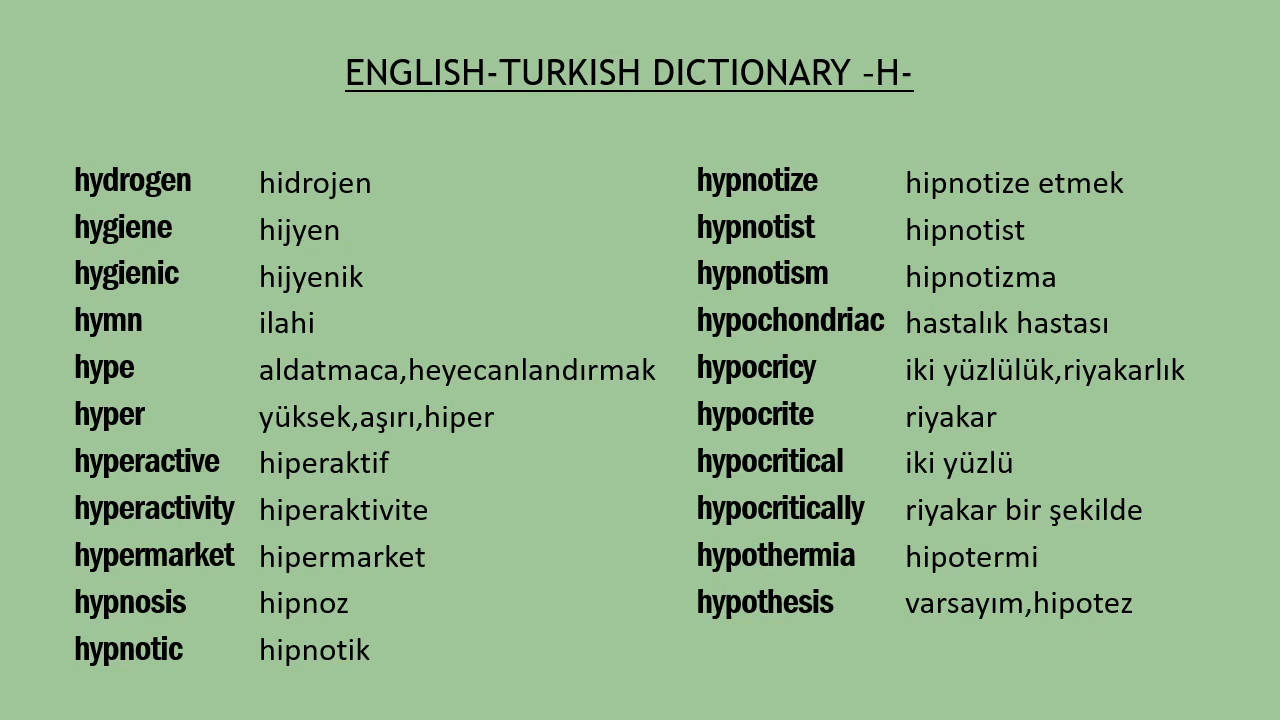 ENGLISH-TURKISH DICTIONARY –H-
hydrogen hidrojen
hygiene hijyen
hygienic hijyenik
hymn ilahi
hype aldatmaca,heyecanlandırmak
hyper yüksek,aşırı,hiper
hyperactive hiperaktif
hyperactivity hiperaktivite
hypermarket hipermarket
hypnosis hipnoz
hypnotic hipnotik
hypnotize hipnotize etmek
hypnotist hipnotist
hypnotism hipnotizma
hypochondriac hastalık hastası
hypocricy iki yüzlülük,riyakarlık
hypocrite riyakar
hypocritical iki yüzlü
hypocritically riyakar bir şekilde
hypothermia hipotermi
hypothesis varsayım,hipotez